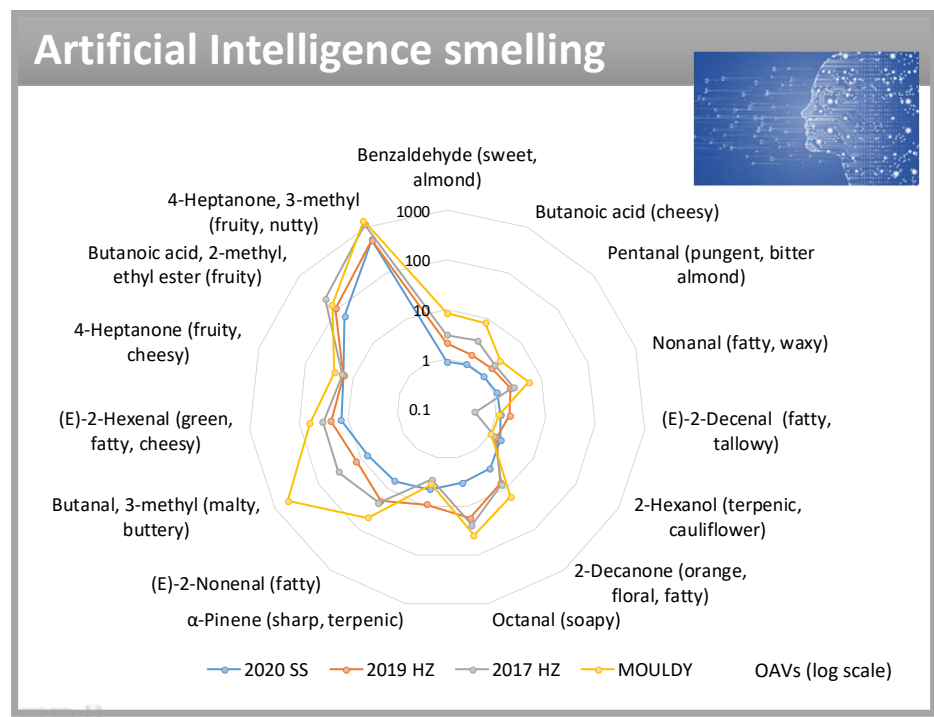 Artificial Intelligence smelling
Benzaldehyde (sweet,
almond)
4-Heptanone, 3-methyl
(fruity, nutty)
Butanoic acid (cheesy)
Butanoic acid, 2-methyl,
ethyl ester (fruity)
Pentanal (pungent, bitter
almond)
4-Heptanone (fruity,
cheesy)
Nonanal (fatty, waxy)
(E)-2-Hexenal (green,
fatty, cheesy)
(E)-2-Decenal (fatty,
tallowy)
Butanal, 3-methyl (malty,
buttery)
2-Hexanol (terpenic,
cauliflower)
(E)-2-Nonenal (fatty)
2-Decanone (orange,
floral, fatty)
α-Pinene (sharp, terpenic)
Octanal (soapy)
1000
100
10
1
0.1
2020 SS
2019 HZ
2017 HZ
MOULDY
OAVs (log scale)